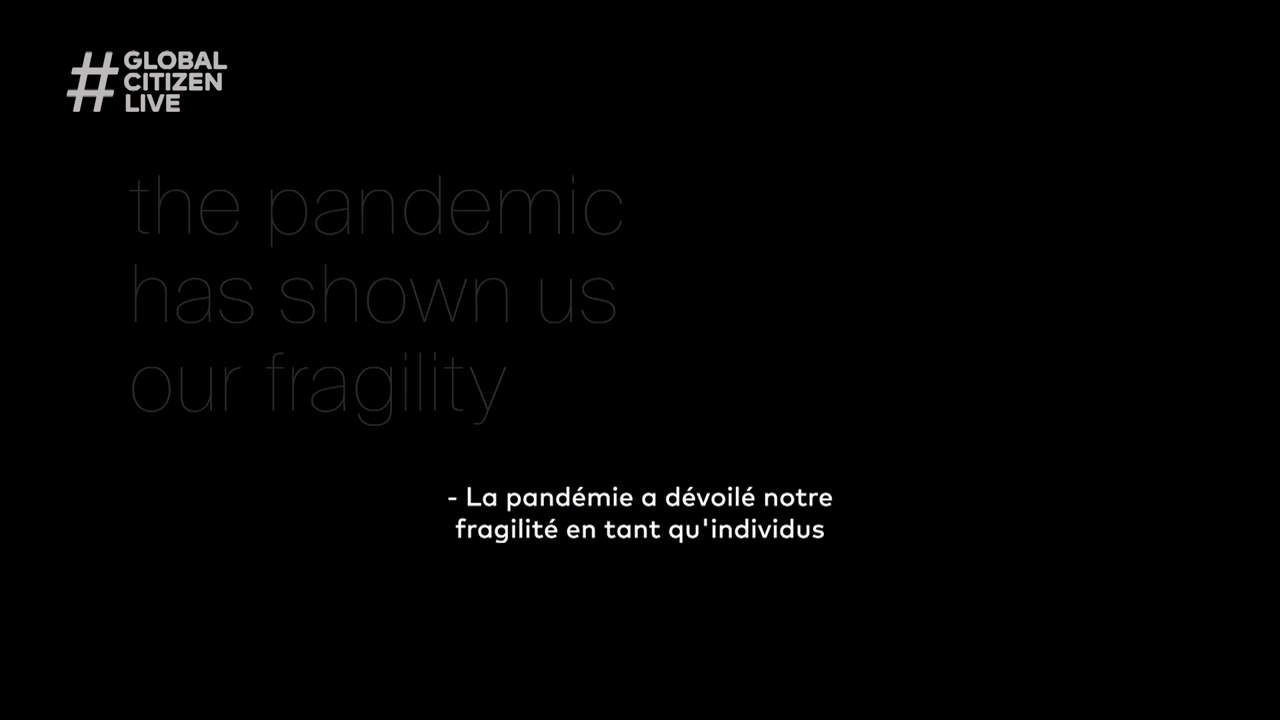 #GLOBAL
CITIZEN
LIVE
the pandemic
has shown us
our fragility
- La pandémie a dévoilé notre
fragilité en tant qu'individus